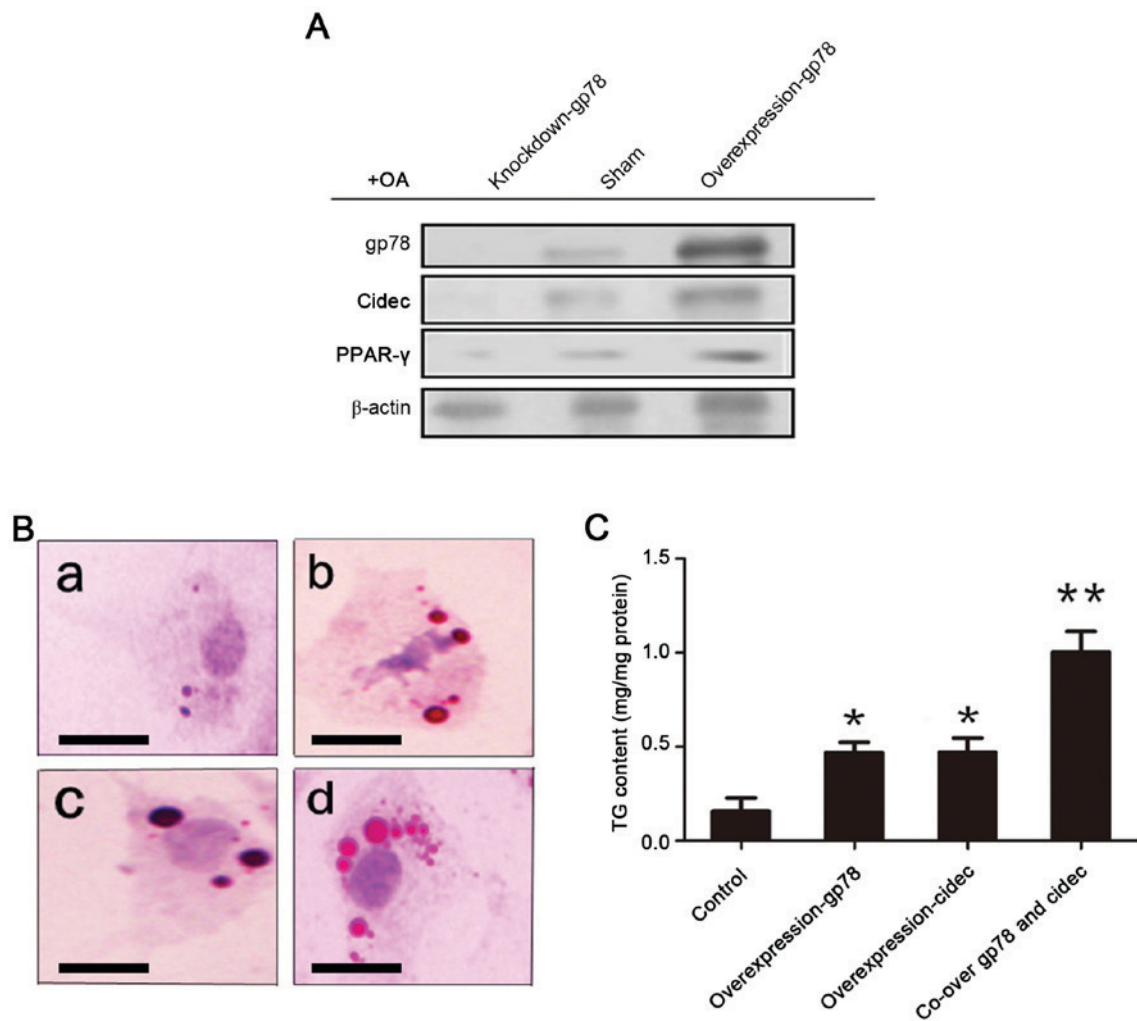 A
+OA
Knockdown-gp78
Sham
Overexpression-gp78
gp78
Cidec
PPAR-γ
β-actin
B
a
b
c
d
C
TG content (mg/mg protein)
1.5
1.0
0.5
0.0
*
*
**
Control
Overexpression-gp78
Overexpression-cidec
Co-over gp78 and cidec